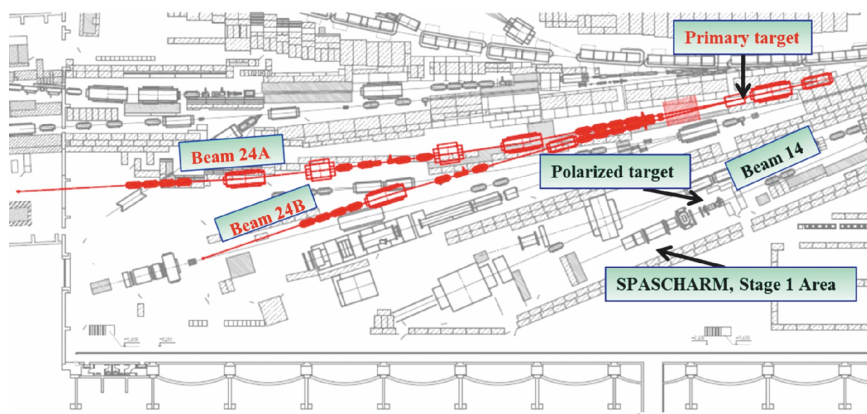 Primary target
Beam 24A
Polarized target
Beam 14
Beam 24B
SPASCHARM, Stage 1 Area